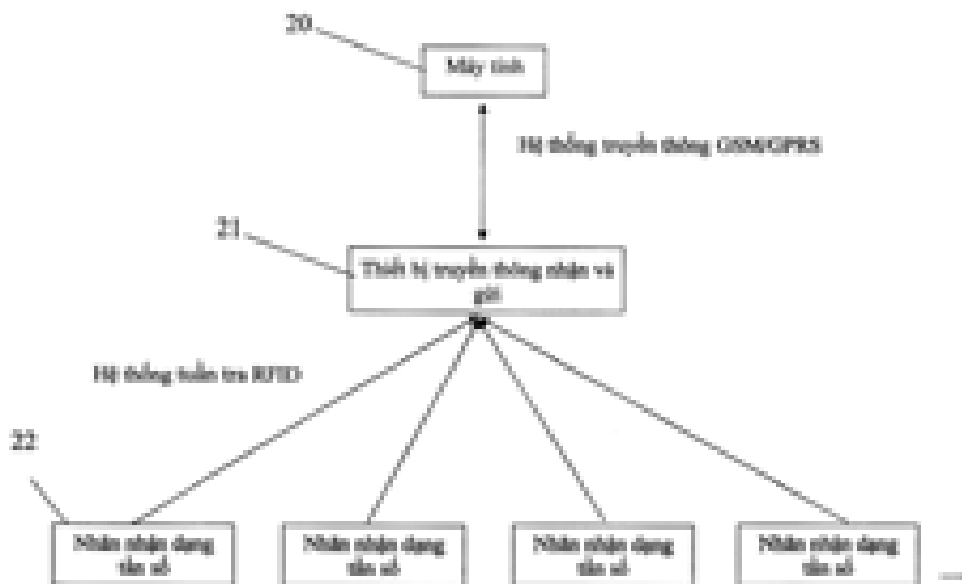 20
Máy tính
Hệ thống truyền thông GSM/GPRS
21
Thiết bị truyền thông nhận và
gửi
Hệ thống tuần tra RFID
22
Nhãn nhận dạng
tần số
Nhãn nhận dạng
tần số
Nhãn nhận dạng
tần số
Nhãn nhận dạng
tần số